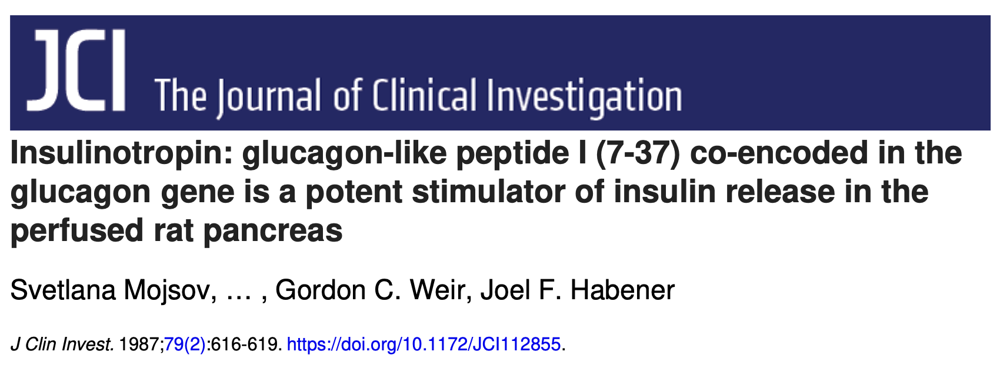 JCI The Journal of Clinical Investigation
Insulinotropin: glucagon-like peptide I (7-37) co-encoded in the
glucagon gene is a potent stimulator of insulin release in the
perfused rat pancreas
Svetlana Mojsov, … , Gordon C. Weir, Joel F. Habener
J Clin Invest. 1987;79(2):616-619. https://doi.org/10.1172/JCI112855.